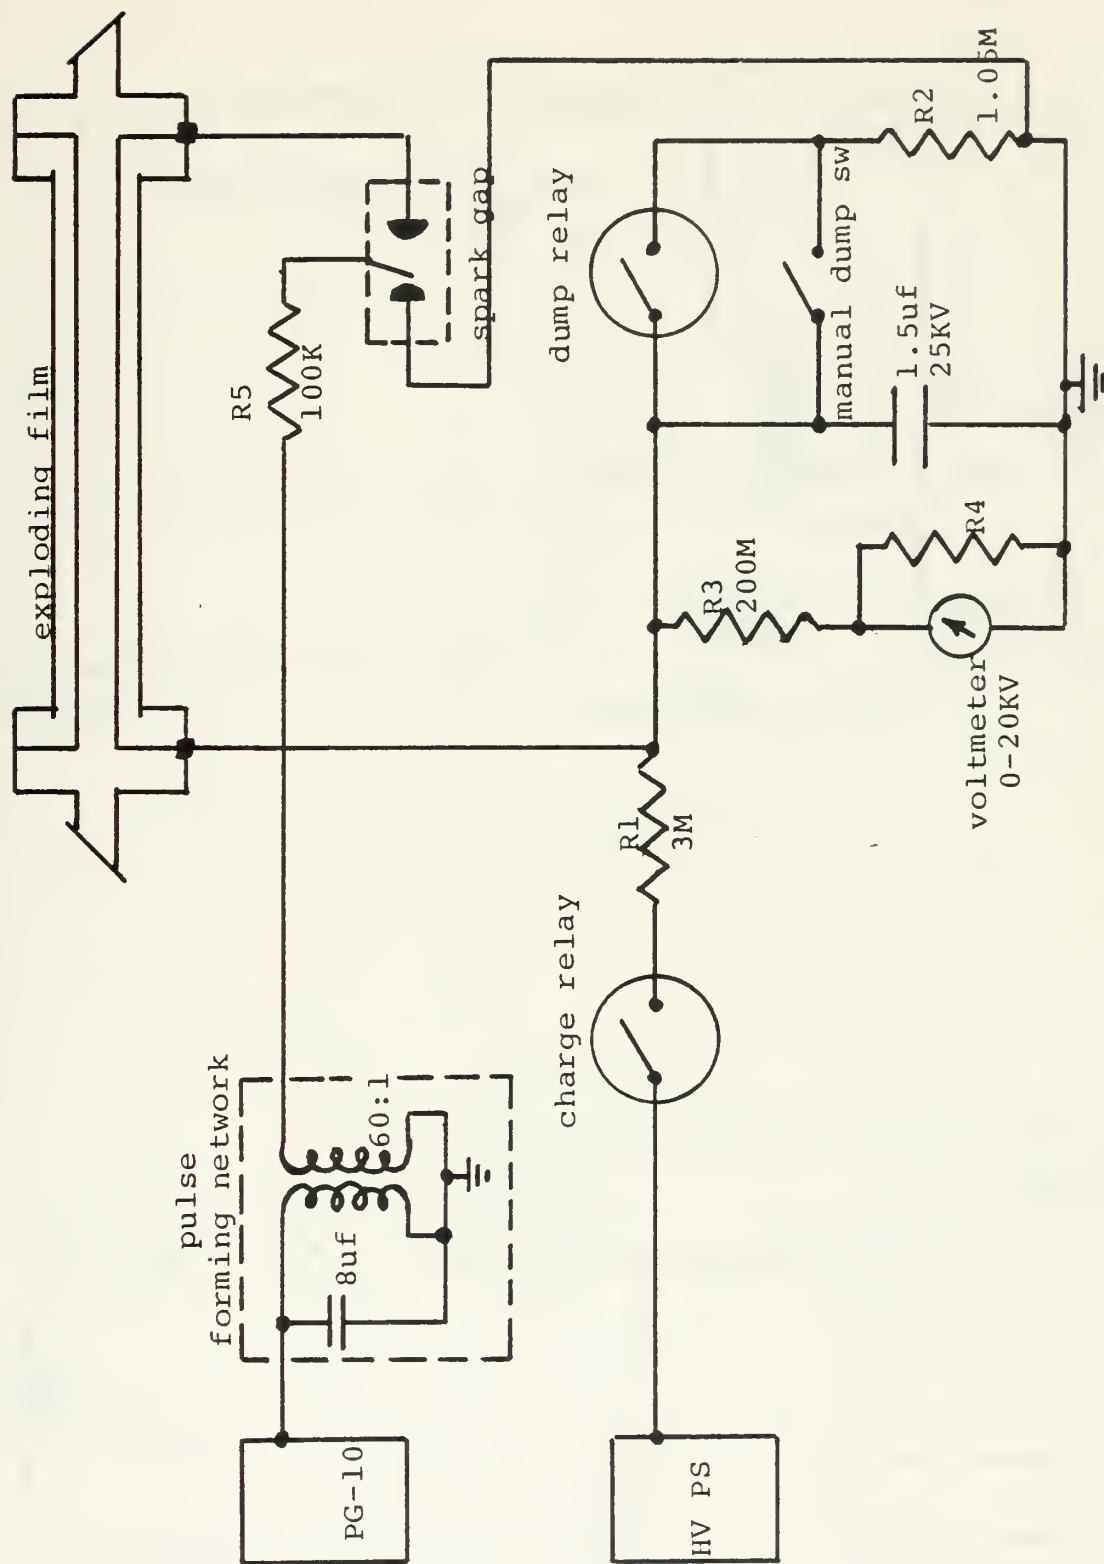 exploding film
R5
100K
spark gap
pulse
forming network
60:1
8uf
PG-10
dump relay
manual dump sw
R2
1.05M
1.5uf
25KV
R3
200M
R4
voltmeter
0-20KV
R1
3M
charge relay
HV PS